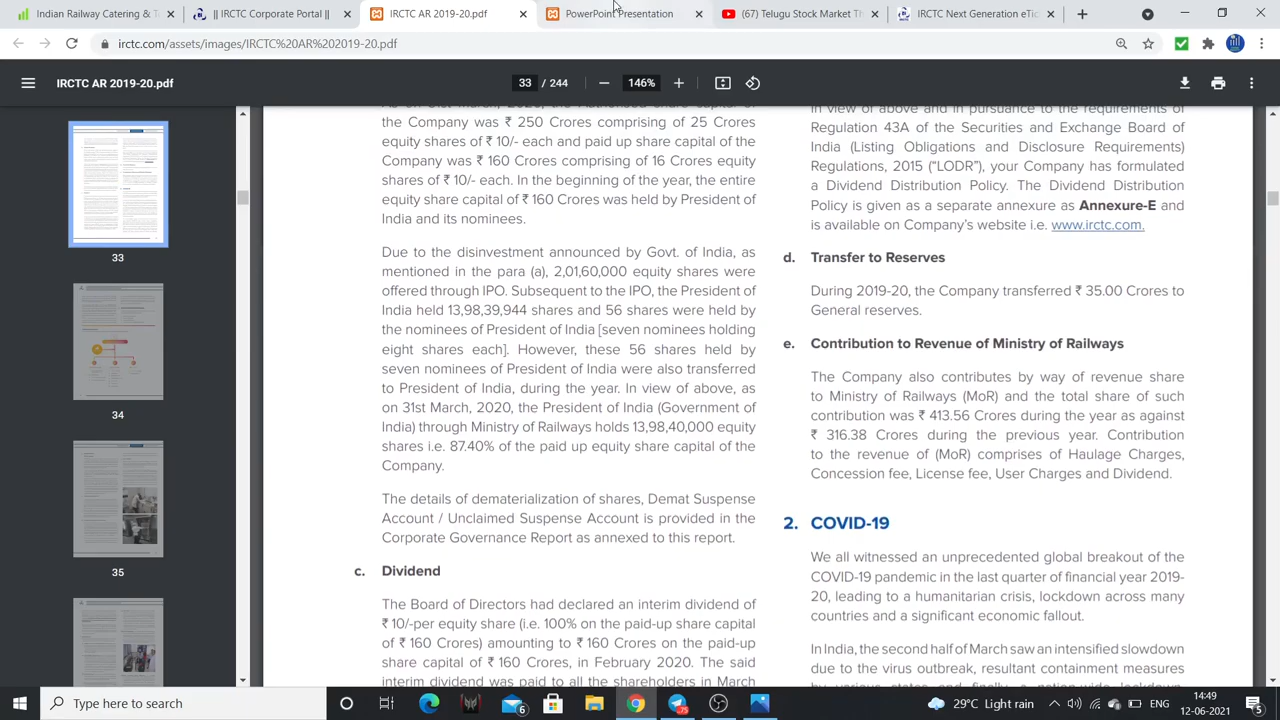 Indian Railway Catering & T
|| IRCTC Corporate Portal ||
IRCTC AR 2019-20.pdf
PowerPoint Presentation
(67) Telugu Stock Market Th
IRCTC Next Generation eTic
irctc.com/assets/images/IRCTC%20AR%202019-20.pdf
IRCTC AR 2019-20.pdf
33 / 244
146%
33
34
35
the Company was ₹ 250 Crores comprising of 25 Crores
equity shares of ₹ 10/- each and paid up share capital of the
Company was ₹ 160 Crores comprising of 16 Crores equity
shares of ₹ 10/- each. In the beginning of the year, the entire
equity share capital of ₹ 160 Crores was held by President of
India and its nominees.
Due to the disinvestment announced by Govt. of India, as
mentioned in the para (a), 2,01,60,000 equity shares were
offered through IPO. Subsequent to the IPO, the President of
India held 13,98,39,944 shares and 56 shares were held by
the nominees of President of India [seven nominees holding
eight shares each]. However, these 56 shares held by
seven nominees of President of India were also transferred
to President of India, during the year. In view of above, as
on 31st March, 2020, the President of India (Government of
India) through Ministry of Railways holds 13,98,40,000 equity
shares i.e. 87.40% of the paid up equity share capital of the
Company.
The details of dematerialization of shares, Demat Suspense
Account / Unclaimed Suspense Account is provided in the
Corporate Governance Report as annexed to this report.
c. Dividend
The Board of Directors had declared an interim dividend of
₹ 10/-per equity share (i.e. 100% on the paid-up share capital
of ₹ 160 Crores) amounting to ₹ 160 Crores on the paid-up
share capital of ₹ 160 Crores, in February 2020. The said
interim dividend was paid to all the shareholders in March
In view of above and in pursuance to the requirements of
Regulation 43A of the Securities and Exchange Board of
India (Listing Obligations and Disclosure Requirements)
Regulations, 2015 ("LODR"), your Company has formulated
a Dividend Distribution Policy. The Dividend Distribution
Policy is given as a separate annexure as Annexure-E and
is available on Company's website i.e. www.irctc.com.
d. Transfer to Reserves
During 2019-20, the Company transferred ₹ 35.00 Crores to
General reserves.
e. Contribution to Revenue of Ministry of Railways
The Company also contributes by way of revenue share
to Ministry of Railways (MoR) and the total share of such
contribution was ₹ 413.56 Crores during the year as against
₹ 316.38 Crores during the previous year. Contribution
to the revenue of (MoR) comprises of Haulage Charges,
Concession fee, License fee, User Charges and Dividend.
2. COVID-19
We all witnessed an unprecedented global breakout of the
COVID-19 pandemic in the last quarter of financial year 2019-
20, leading to a humanitarian crisis, lockdown across many
countries and a significant economic fallout.
In India, the second half of March saw an intensified slowdown
due to the virus outbreak, resultant containment measures
Type here to search
6
29°C Light rain
ENG
14:49
12-06-2021
5